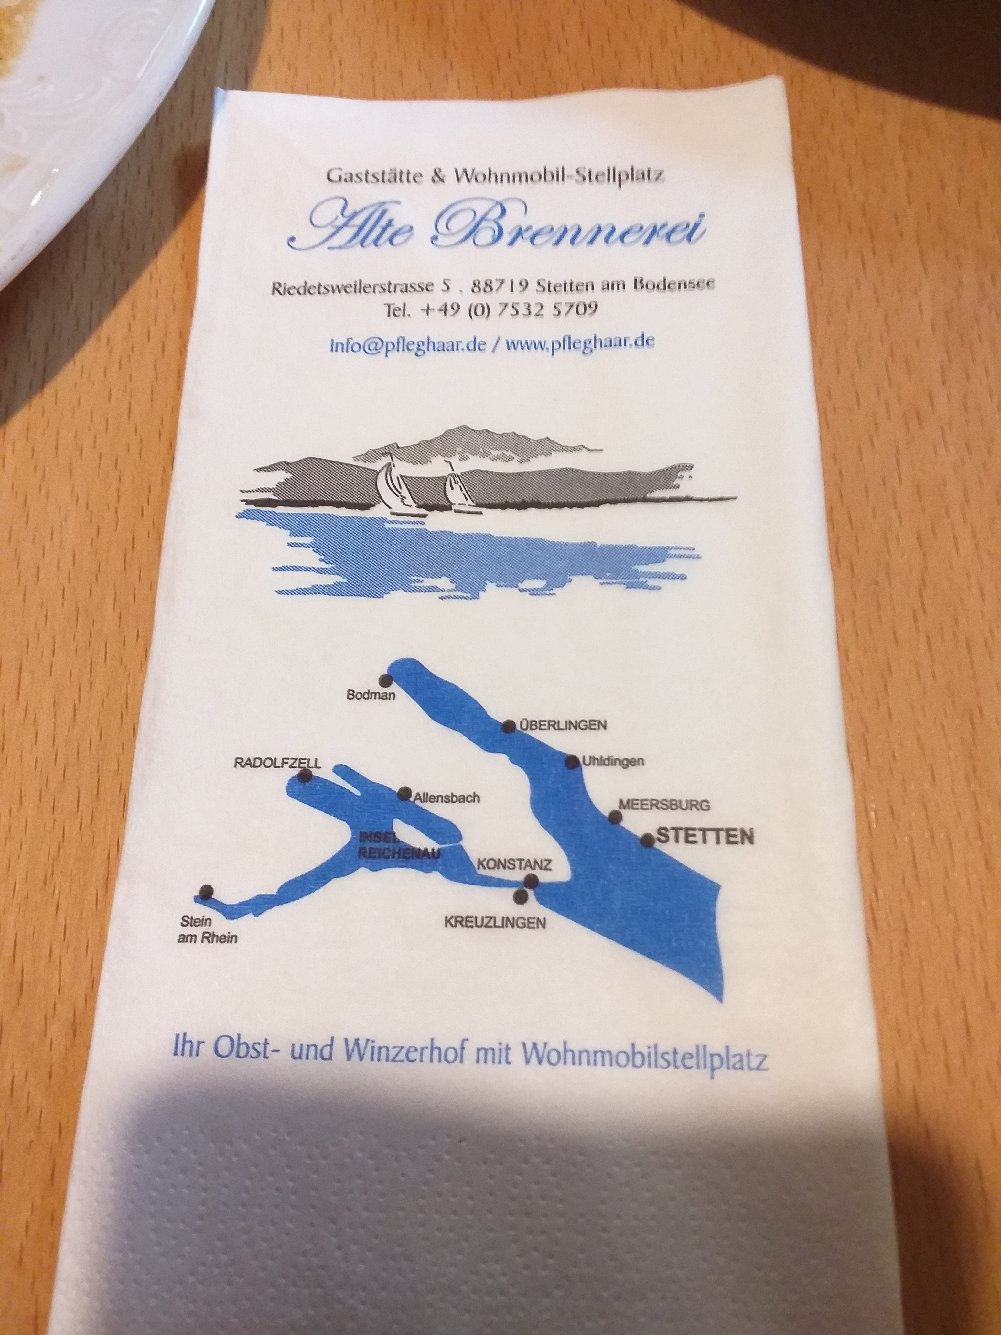 Gaststätte & Wohnmobil-Stellplatz
Alte Brennerei
Riedetsweilerstrasse 5 . 88719 Stetten am Bodensee
Tel. +49 (0) 7532 5709
info@pfleghaar.de / www.pfleghaar.de
Bodman
ÜBERLINGEN
RADOLFZELL
Uhldingen
Allensbach
MEERSBURG
STETTEN
INSEL
REICHENAU
KONSTANZ
KREUZLINGEN
Stein
am Rhein
Ihr Obst- und Winzerhof mit Wohnmobilstellplatz